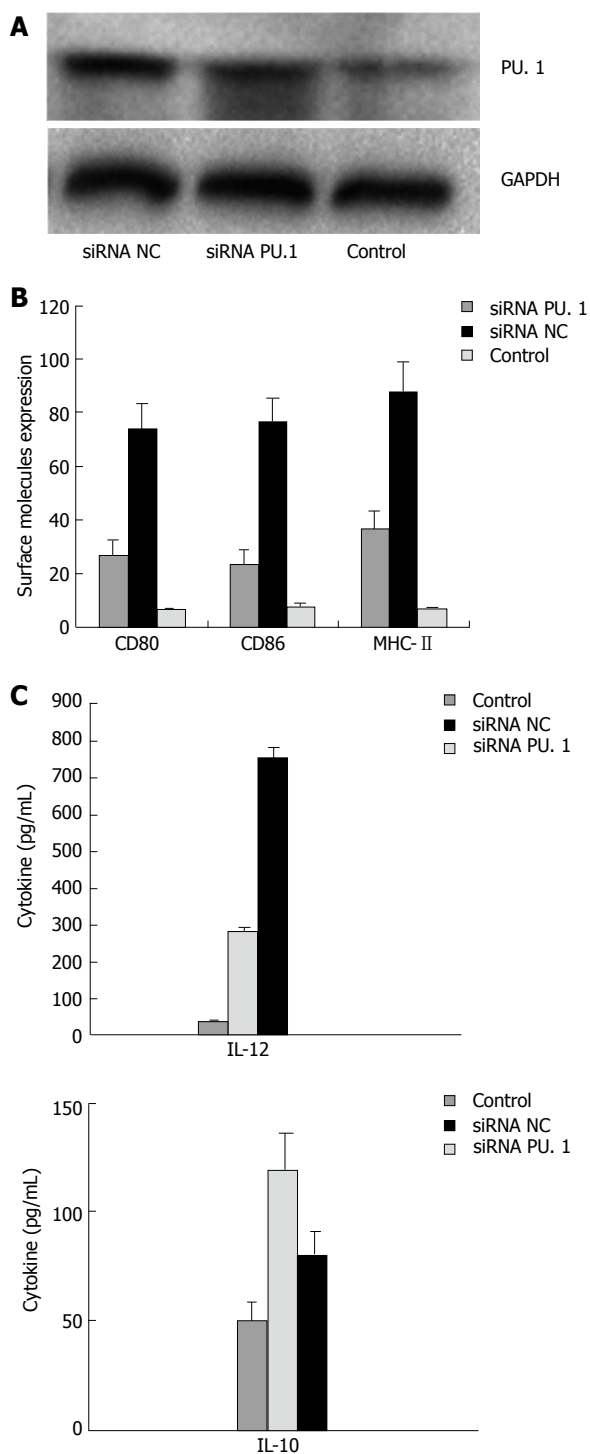 A
PU. 1
GAPDH
siRNA NC siRNA PU.1 Control
B
120
100
80
60
40
20
0
Surface molecules expression
siRNA PU. 1
siRNA NC
Control
CD80 CD86 MHC-Ⅱ
C
900
800
700
600
500
400
300
200
100
0
Cytokine (pg/mL)
Control
siRNA NC
siRNA PU. 1
IL-12
150
100
50
0
Cytokine (pg/mL)
Control
siRNA NC
siRNA PU. 1
IL-10